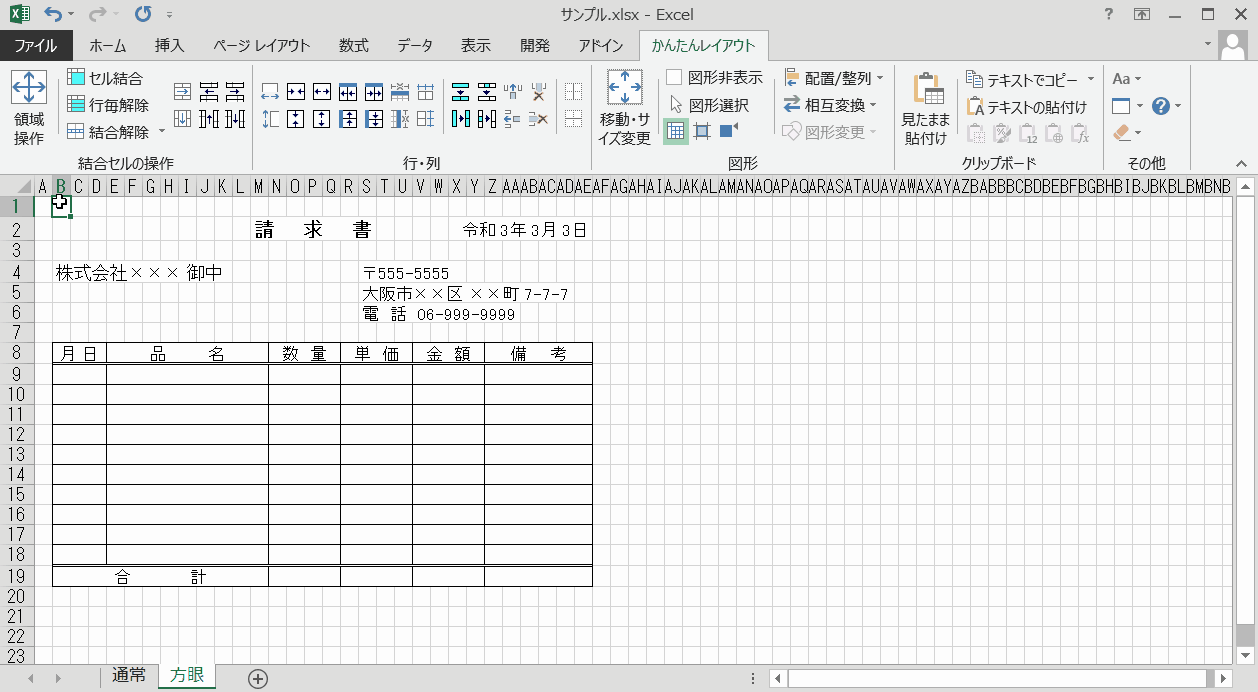 サンプル.xlsx - Excel
ファイル ホーム 挿入 ページ レイアウト 数式 データ 表示 開発 アドイン かんたんレイアウト
領域
操作
セル結合
行毎解除
結合解除
結合セルの操作
行・列
移動・サ
イズ変更
図形非表示
図形選択
配置/整列
相互変換
図形変更
図形
見たまま
貼付け
テキストでコピー
テキストの貼付け
クリップボード
Aa
その他
A B C D E F G H I J K L M N O P Q R S T U V W X Y Z AA AB AC AD AE AF AG AH AI AJ AK AL AM AN AO AP AQ AR AS AT AU AV AW AX AY AZ BA BB BC BD BE BF BG BH BI BJ BK BL BM BN B
1
2 請 求 書 令和3年3月3日
3
4 株式会社××× 御中 〒555-5555
5 大阪市××区 ××町 7-7-7
6 電 話 06-999-9999
7
8 月 日 品 名 数 量 単 価 金 額 備 考
9
10
11
12
13
14
15
16
17
18
19 合 計
20
21
22
23
通常 方眼